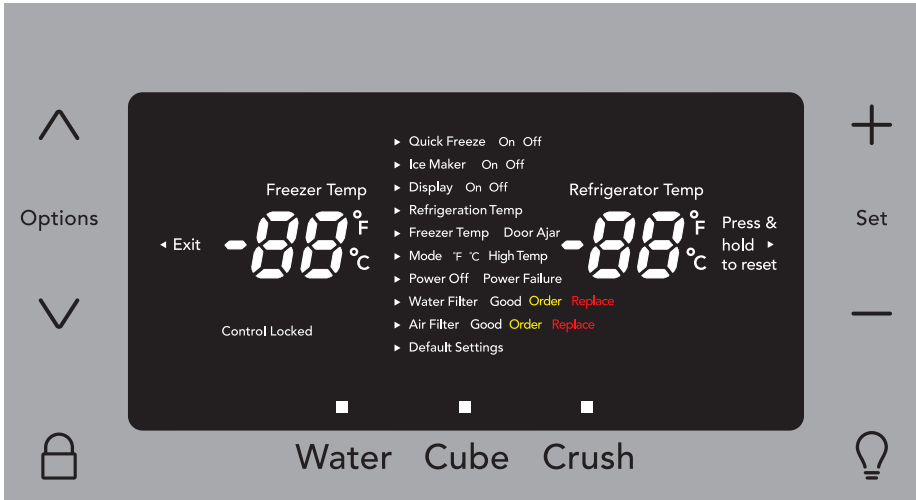 Options
◂ Exit
Freezer Temp
-88 °F °C
Control Locked
▸ Quick Freeze On Off
▸ Ice Maker On Off
▸ Display On Off
▸ Refrigeration Temp
▸ Freezer Temp Door Ajar
▸ Mode °F °C High Temp
▸ Power Off Power Failure
▸ Water Filter Good Order Replace
▸ Air Filter Good Order Replace
▸ Default Settings
Refrigerator Temp
-88 °F °C
Press &
hold ▸
to reset
Set
Water Cube Crush